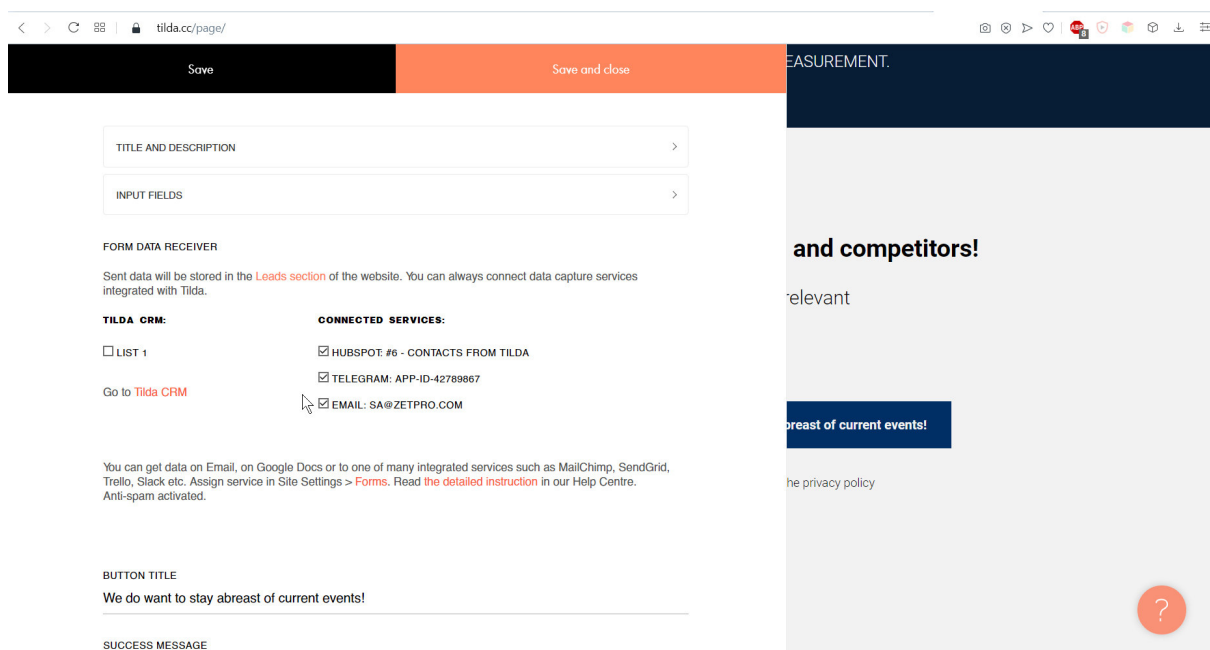 tilda.cc/page/
ABP
8
Save
Save and close
EASUREMENT.
TITLE AND DESCRIPTION
INPUT FIELDS
FORM DATA RECEIVER
Sent data will be stored in the Leads section of the website. You can always connect data capture services
integrated with Tilda.
TILDA CRM:
CONNECTED SERVICES:
LIST 1
HUBSPOT: #6 - CONTACTS FROM TILDA
TELEGRAM: APP-ID-42789867
Go to Tilda CRM
EMAIL: SA@ZETPRO.COM
You can get data on Email, on Google Docs or to one of many integrated services such as MailChimp, SendGrid,
Trello, Slack etc. Assign service in Site Settings > Forms. Read the detailed instruction in our Help Centre.
Anti-spam activated.
BUTTON TITLE
We do want to stay abreast of current events!
SUCCESS MESSAGE
and competitors!
relevant
breast of current events!
he privacy policy
?